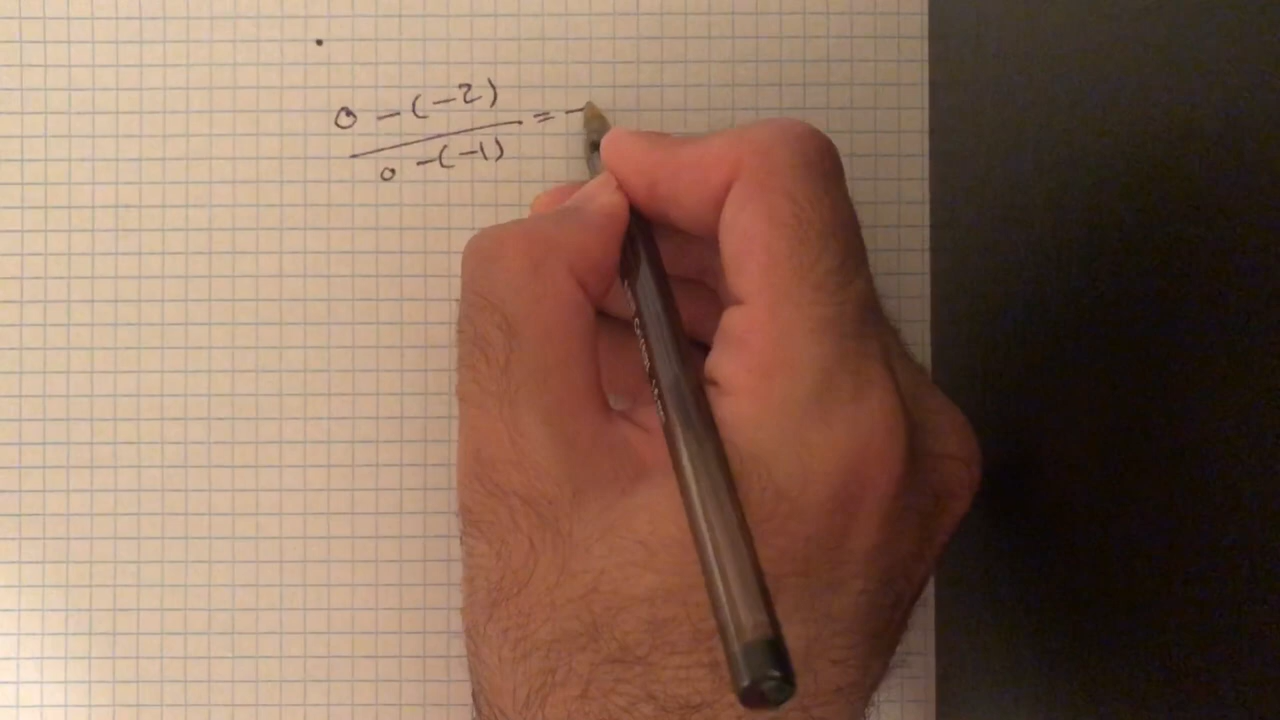 0 - (-2)
0 - (-1) = -